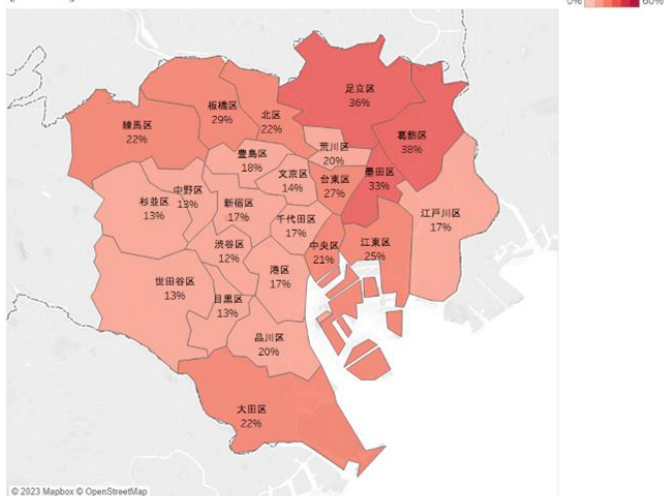 0%
60%
足立区
36%
板橋区
29%
北区
22%
葛飾区
38%
練馬区
22%
荒川区
20%
豊島区
18%
文京区
14%
台東区
27%
墨田区
33%
中野区
13%
杉並区
13%
新宿区
17%
江戸川区
17%
千代田区
17%
中央区
21%
江東区
25%
渋谷区
12%
港区
17%
世田谷区
13%
目黒区
13%
品川区
20%
大田区
22%
© 2023 Mapbox © OpenStreetMap